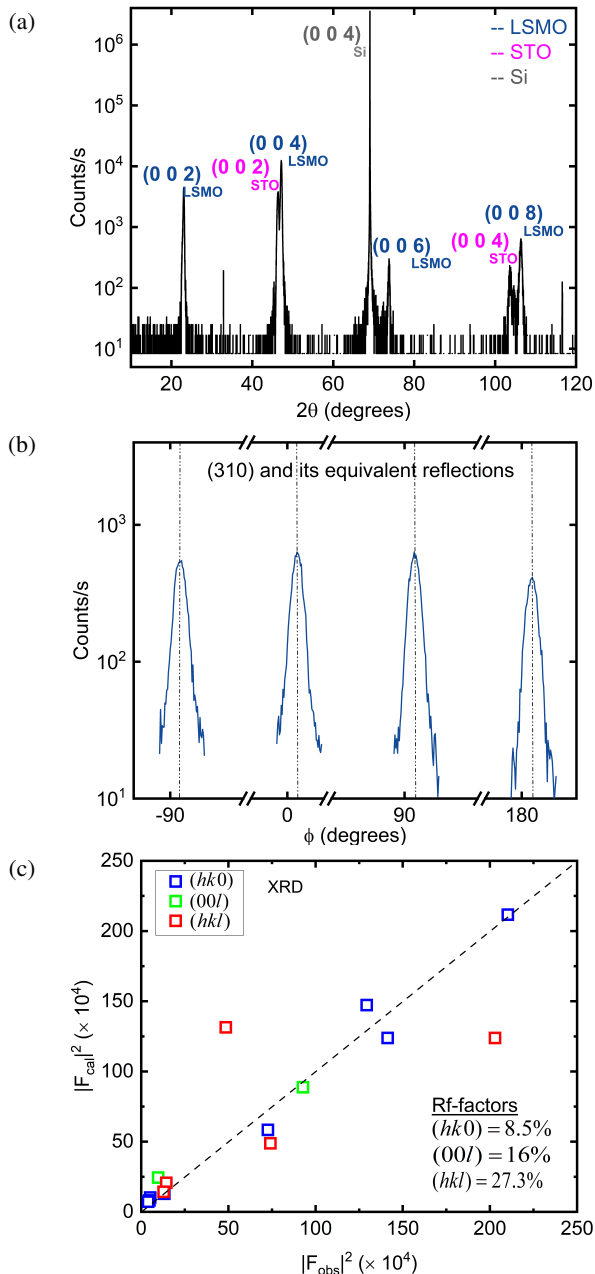 (a)
-- LSMO
-- STO
-- Si
(0 0 4) Si
(0 0 4) LSMO
(0 0 2) LSMO
(0 0 2) STO
(0 0 8) LSMO
(0 0 4) STO
(0 0 6) LSMO
Counts/s
10⁶
10⁵
10⁴
10³
10²
10¹
20 40 60 80 100 120
2θ (degrees)
(b)
(310) and its equivalent reflections
Counts/s
10³
10²
10¹
-90 0 90 180
ϕ (degrees)
(c)
(hk0)
(00l)
(hkl)
XRD
|F_cal|² (× 10⁴)
250
200
150
100
50
0
Rf-factors
(hk0) = 8.5%
(00l) = 16%
(hkl) = 27.3%
0 50 100 150 200 250
|F_obs|² (× 10⁴)